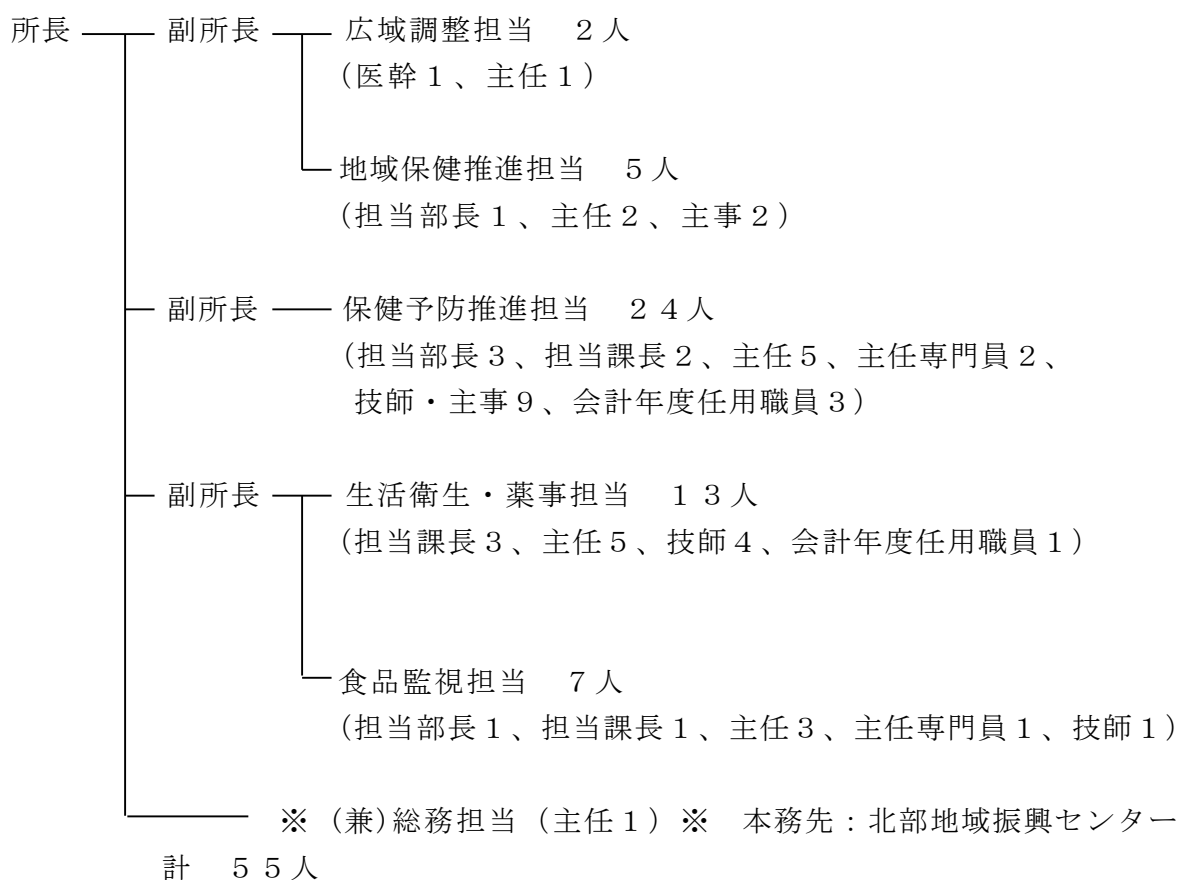 所長 副所長 広域調整担当 2人
(医幹1、主任1)
地域保健推進担当 5人
(担当部長1、主任2、主事2)
副所長 保健予防推進担当 24人
(担当部長3、担当課長2、主任5、主任専門員2、
技師・主事9、会計年度任用職員3)
副所長 生活衛生・薬事担当 13人
(担当課長3、主任5、技師4、会計年度任用職員1)
食品監視担当 7人
(担当部長1、担当課長1、主任3、主任専門員1、技師1)
※ (兼)総務担当(主任1)※ 本務先:北部地域振興センター
計 55人